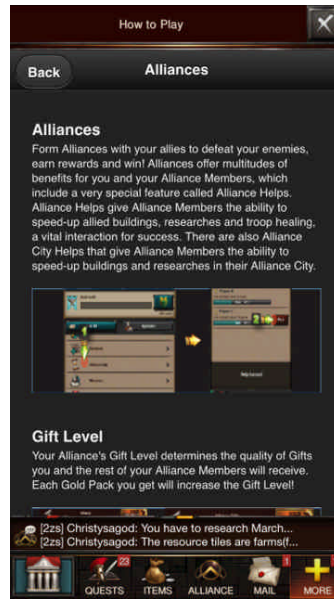 How to Play
Back
Alliances
Alliances
Form Alliances with your allies to defeat your enemies,
earn rewards and win! Alliances offer multitudes of
benefits for you and your Alliance Members, which
include a very special feature called Alliance Helps.
Alliance Helps give Alliance Members the ability to
speed-up allied buildings, researches and troop healing,
a vital interaction for success. There are also Alliance
City Helps that give Alliance Members the ability to
speed-up buildings and researches in their Alliance City.
Gift Level
Your Alliance's Gift Level determines the quality of Gifts
you and the rest of your Alliance Members will receive.
Each Gold Pack you get will increase the Gift Level!
[2zs] Christysagod: You have to research March...
[2zs] Christysagod: The resource tiles are farms(f...
23
1
QUESTS
ITEMS
ALLIANCE
MAIL
MORE